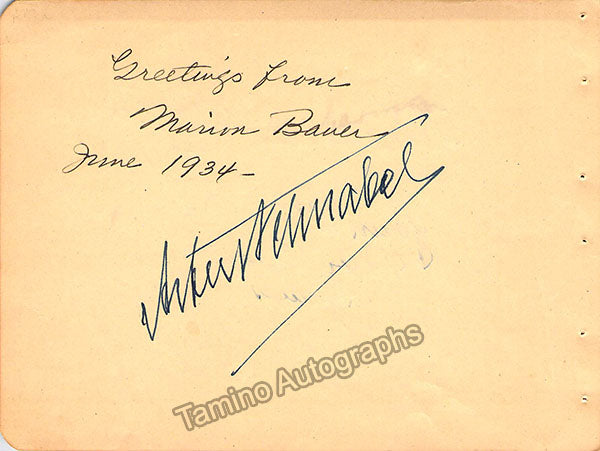 Greetings from
Marion Bauer
June 1934-
Artur Schnabel
Tamino Autographs